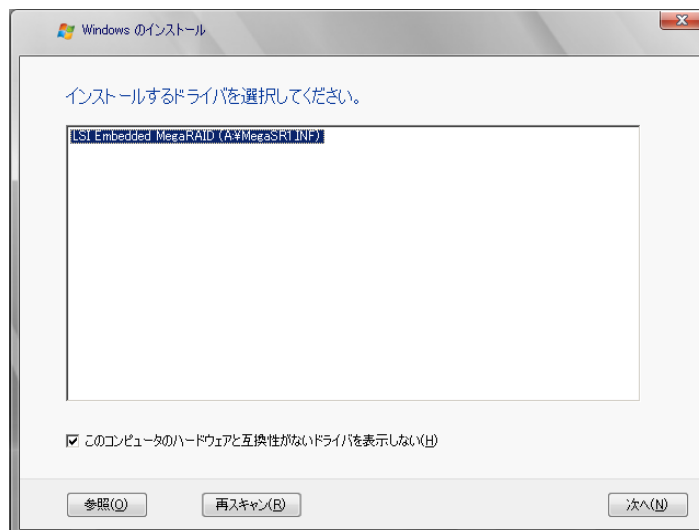 Windows のインストール
インストールするドライバを選択してください。
LSI Embedded MegaRAID (A:¥MegaSR1.INF)
このコンピュータのハードウェアと互換性がないドライバを表示しない(H)
参照(O)
再スキャン(R)
次へ(N)